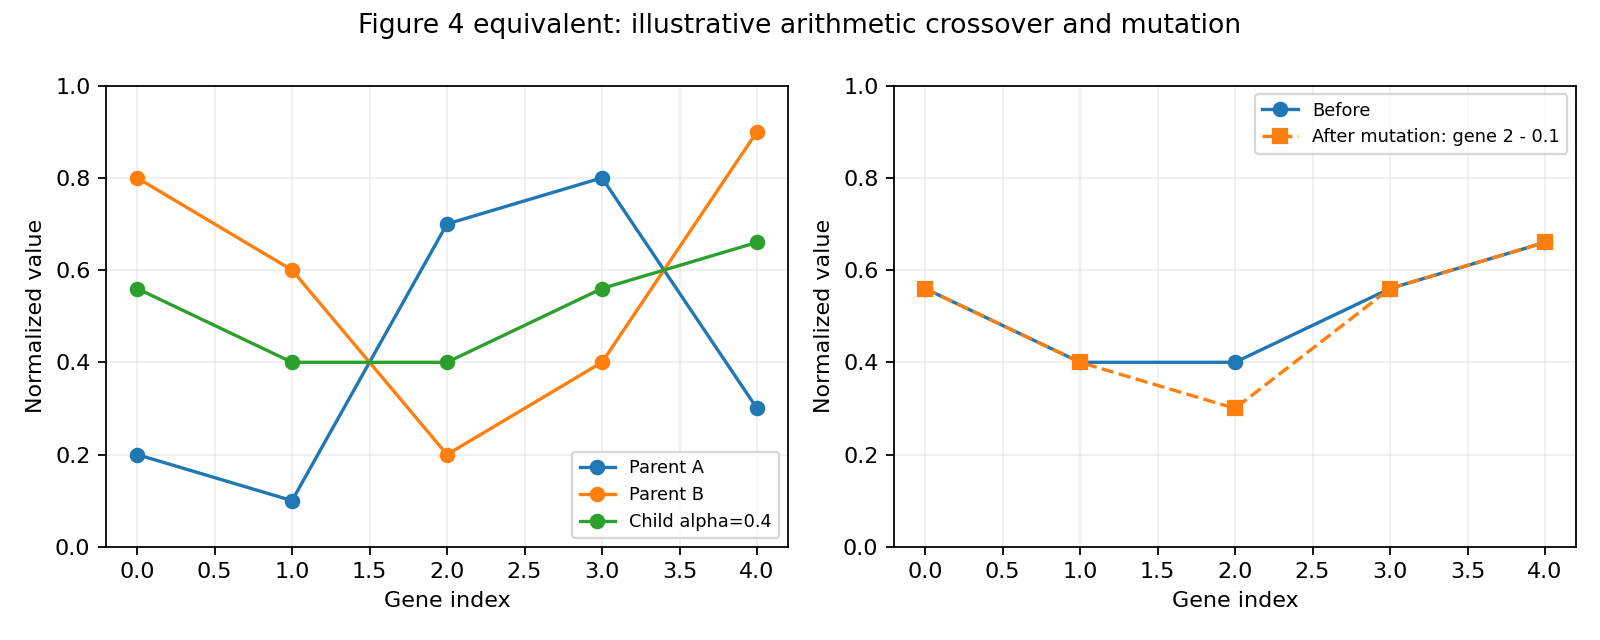 Figure 4 equivalent: illustrative arithmetic crossover and mutation
1.0
0.8
0.6
0.4
0.2
0.0
Normalized value
0.0 0.5 1.0 1.5 2.0 2.5 3.0 3.5 4.0
Gene index
Parent A
Parent B
Child alpha=0.4
1.0
0.8
0.6
0.4
0.2
0.0
Normalized value
0.0 0.5 1.0 1.5 2.0 2.5 3.0 3.5 4.0
Gene index
Before
After mutation: gene 2 - 0.1